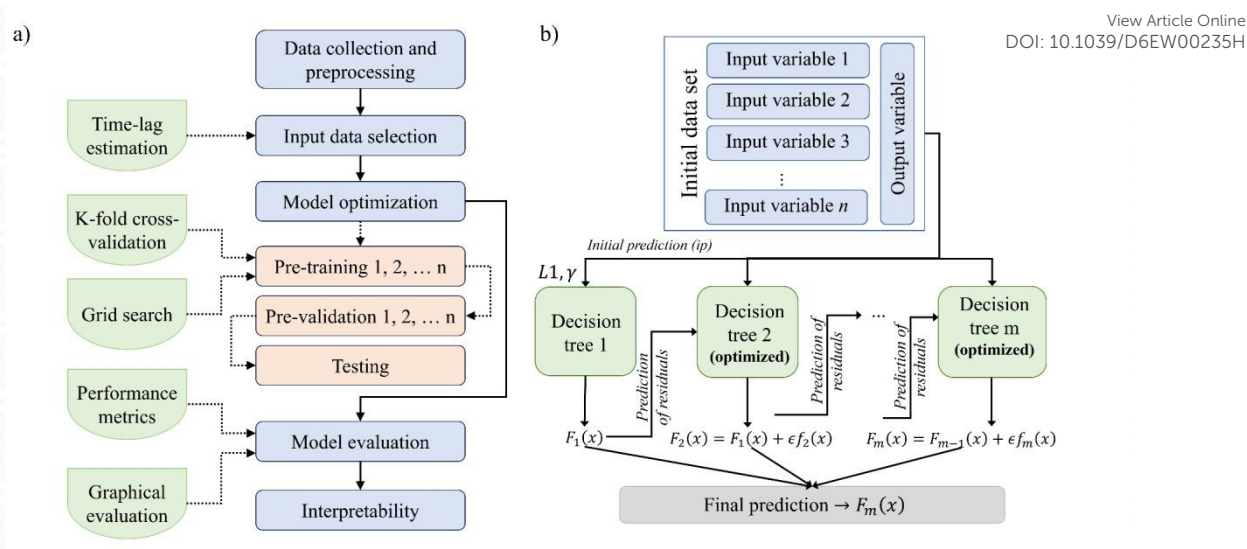 View Article Online
DOI: 10.1039/D6EW00235H
a)
Data collection and
preprocessing
Time-lag
estimation
Input data selection
Model optimization
K-fold cross-
validation
Pre-training 1, 2, … n
Grid search
Pre-validation 1, 2, … n
Testing
Performance
metrics
Model evaluation
Graphical
evaluation
Interpretability
b)
Initial data set
Input variable 1
Input variable 2
Input variable 3
⋮
Input variable n
Output variable
Initial prediction (ip)
L1, γ
Decision
tree 1
Prediction
of residuals
Decision
tree 2
(optimized)
Prediction of
residuals
...
Prediction of
residuals
Decision
tree m
(optimized)
F₁(x)
F₂(x) = F₁(x) + ϵf₂(x)
Fₘ(x) = Fₘ₋₁(x) + ϵfₘ(x)
Final prediction → Fₘ(x)